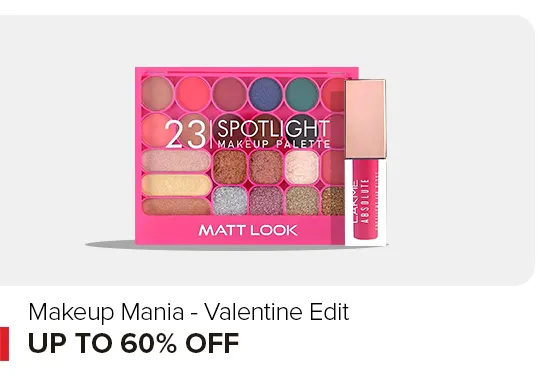 23 SPOTLIGHT
MAKEUP PALETTE
MATT LOOK
LAKMĒ
ABSOLUTE
Makeup Mania - Valentine Edit
UP TO 60% OFF